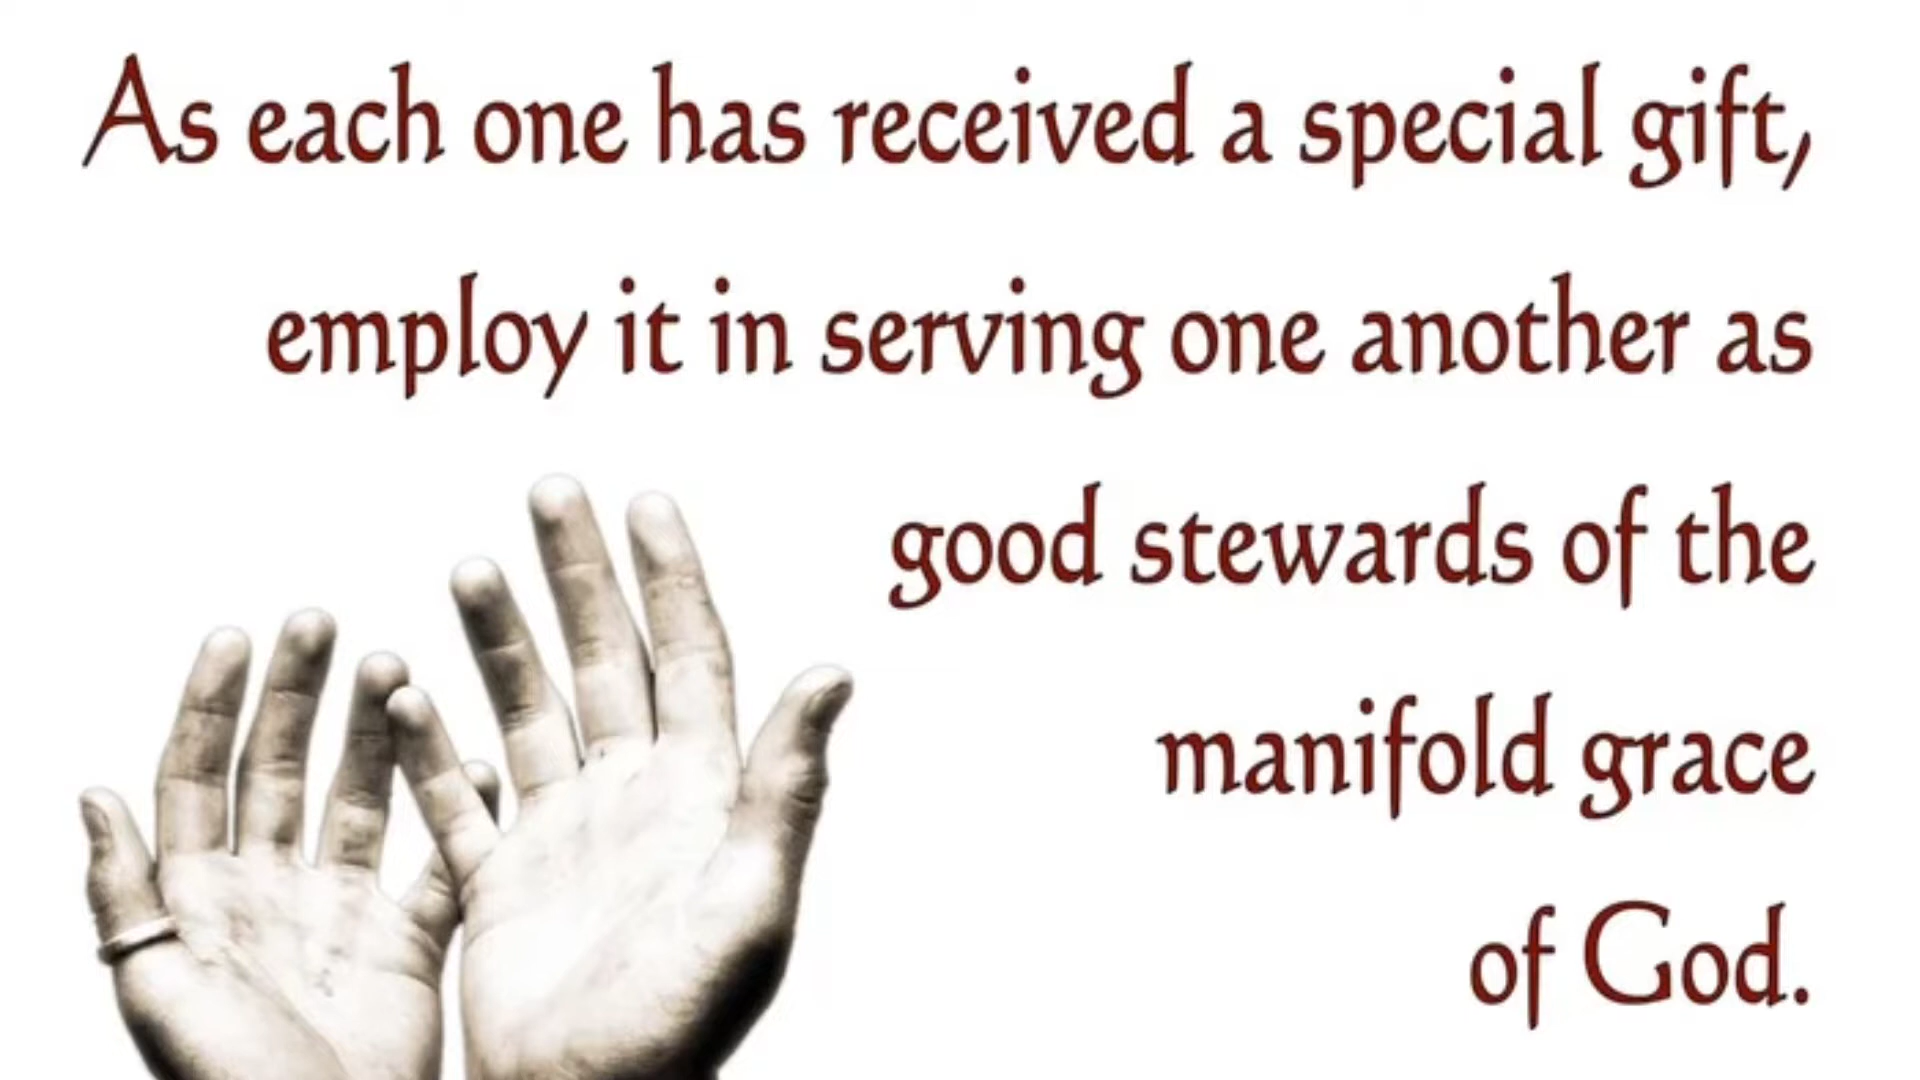 As each one has received a special gift,
employ it in serving one another as
good stewards of the
manifold grace
of God.